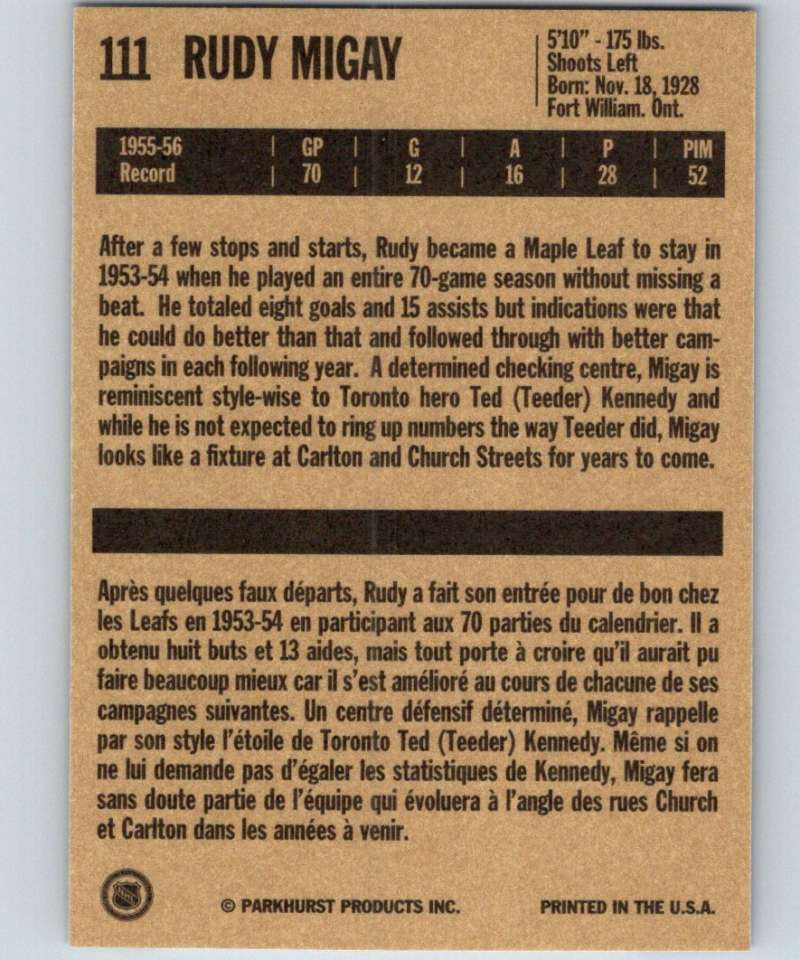 111 RUDY MIGAY
5'10" - 175 lbs.
Shoots Left
Born: Nov. 18, 1928
Fort William. Ont.
1955-56 | GP | G | A | P | PIM
Record | 70 | 12 | 16 | 28 | 52
After a few stops and starts, Rudy became a Maple Leaf to stay in
1953-54 when he played an entire 70-game season without missing a
beat. He totaled eight goals and 15 assists but indications were that
he could do better than that and followed through with better cam-
paigns in each following year. A determined checking centre, Migay is
reminiscent style-wise to Toronto hero Ted (Teeder) Kennedy and
while he is not expected to ring up numbers the way Teeder did, Migay
looks like a fixture at Carlton and Church Streets for years to come.
Après quelques faux départs, Rudy a fait son entrée pour de bon chez
les Leafs en 1953-54 en participant aux 70 parties du calendrier. Il a
obtenu huit buts et 13 aides, mais tout porte à croire qu'il aurait pu
faire beaucoup mieux car il s'est amélioré au cours de chacune de ses
campagnes suivantes. Un centre défensif déterminé, Migay rappelle
par son style l'étoile de Toronto Ted (Teeder) Kennedy. Même si on
ne lui demande pas d'égaler les statistiques de Kennedy, Migay fera
sans doute partie de l'équipe qui évoluera à l'angle des rues Church
et Carlton dans les années à venir.
NHL
© PARKHURST PRODUCTS INC.
PRINTED IN THE U.S.A.